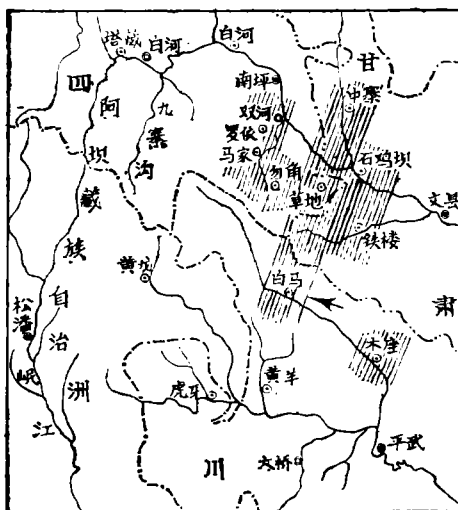 塔藏
白河
白河
四
川
甘
肃
阿坝藏族自治洲
九寨沟
南坪
双河
罗依
马家
勿角
草地
中寨
石鸡坝
文县
铁楼
白马
木座
黄龙
松潘
岷江
虎牙
黄羊
大桥
平武